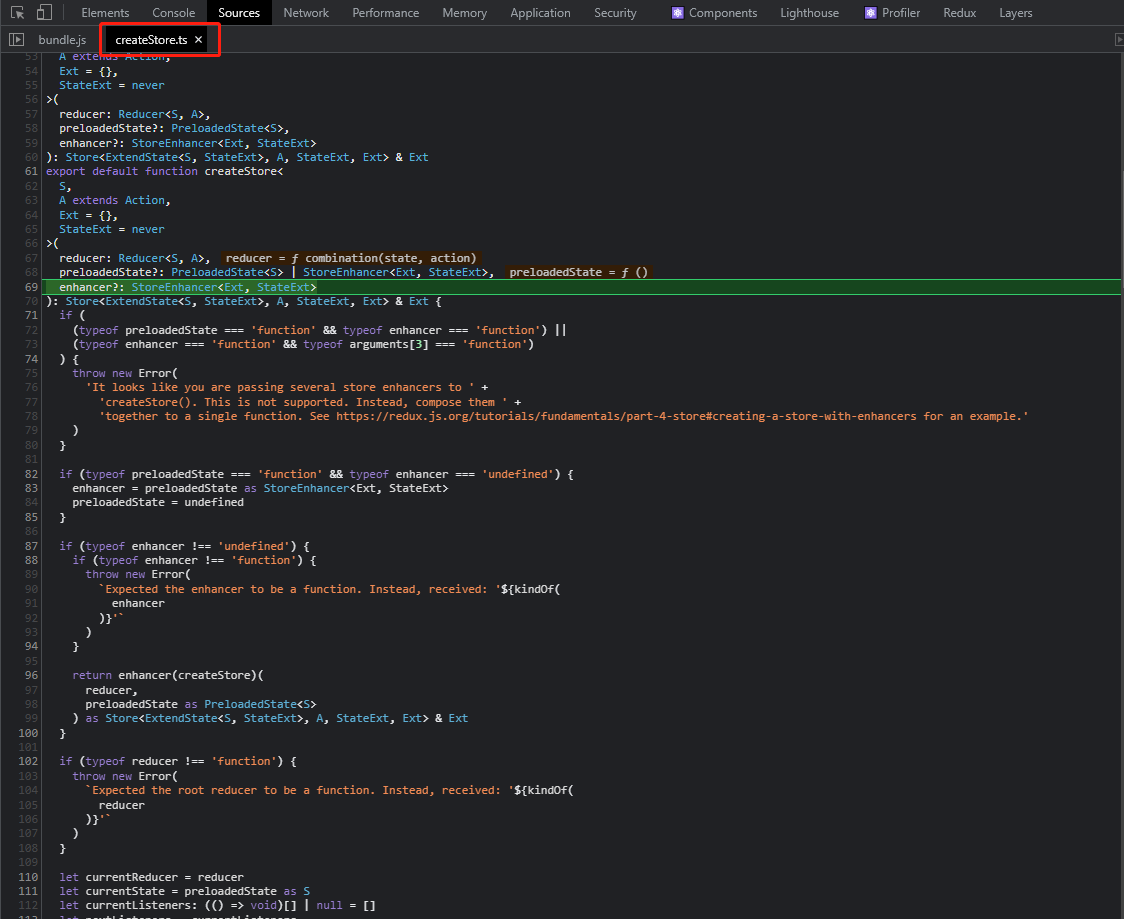 Elements Console Sources Network Performance Memory Application Security Components Lighthouse Profiler Redux Layers
bundle.js createStore.ts ×
53 A extends Action,
54 Ext = {},
55 StateExt = never
56 >(
57 reducer: Reducer<S, A>,
58 preloadedState?: PreloadedState<S>,
59 enhancer?: StoreEnhancer<Ext, StateExt>
60 ): Store<ExtendState<S, StateExt>, A, StateExt, Ext> & Ext
61 export default function createStore<
62 S,
63 A extends Action,
64 Ext = {},
65 StateExt = never
66 >(
67 reducer: Reducer<S, A>, reducer = ƒ combination(state, action)
68 preloadedState?: PreloadedState<S> | StoreEnhancer<Ext, StateExt>, preloadedState = ƒ ()
69 enhancer?: StoreEnhancer<Ext, StateExt>
70 ): Store<ExtendState<S, StateExt>, A, StateExt, Ext> & Ext {
71 if (
72 (typeof preloadedState === 'function' && typeof enhancer === 'function') ||
73 (typeof enhancer === 'function' && typeof arguments[3] === 'function')
74 ) {
75 throw new Error(
76 'It looks like you are passing several store enhancers to ' +
77 'createStore(). This is not supported. Instead, compose them ' +
78 'together to a single function. See https://redux.js.org/tutorials/fundamentals/part-4-store#creating-a-store-with-enhancers for an example.'
79 )
80 }
81
82 if (typeof preloadedState === 'function' && typeof enhancer === 'undefined') {
83 enhancer = preloadedState as StoreEnhancer<Ext, StateExt>
84 preloadedState = undefined
85 }
86
87 if (typeof enhancer !== 'undefined') {
88 if (typeof enhancer !== 'function') {
89 throw new Error(
90 `Expected the enhancer to be a function. Instead, received: '${kindOf(
91 enhancer
92 )}'`
93 )
94 }
95
96 return enhancer(createStore)(
97 reducer,
98 preloadedState as PreloadedState<S>
99 ) as Store<ExtendState<S, StateExt>, A, StateExt, Ext> & Ext
100 }
101
102 if (typeof reducer !== 'function') {
103 throw new Error(
104 `Expected the root reducer to be a function. Instead, received: '${kindOf(
105 reducer
106 )}'`
107 )
108 }
109
110 let currentReducer = reducer
111 let currentState = preloadedState as S
112 let currentListeners: (() => void)[] | null = []
113 let nextListeners = currentListeners